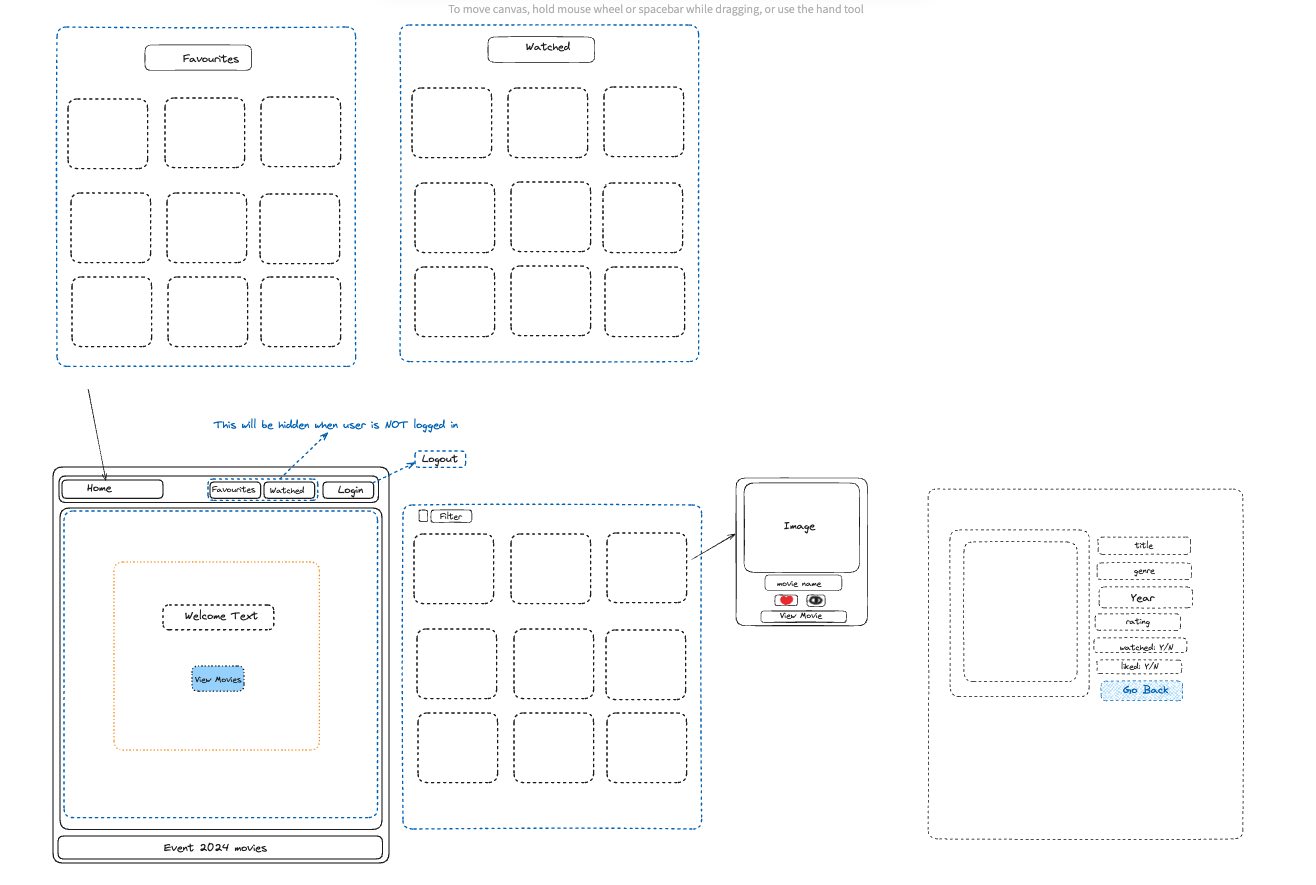 To move canvas, hold mouse wheel or spacebar while dragging, or use the hand tool
Favourites
Watched
This will be hidden when user is NOT logged in
Logout
Home
Favourites
Watched
Login
Filter
Welcome Text
View Movies
Event 2024 movies
Image
movie name
View Movie
title
genre
Year
rating
watched: Y/N
liked: Y/N
Go Back